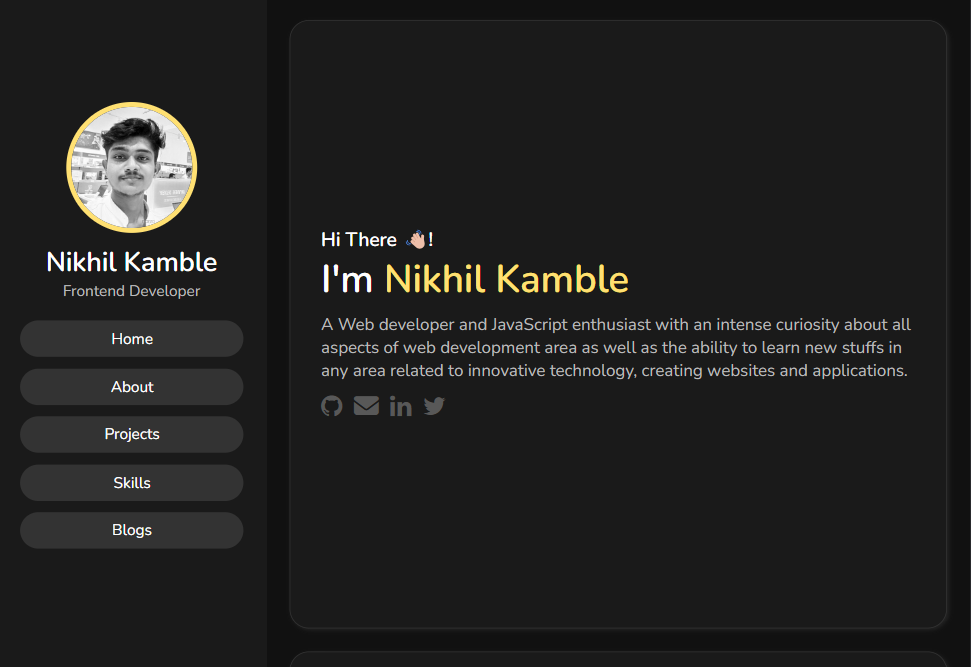 Nikhil Kamble
Frontend Developer
Home
About
Projects
Skills
Blogs
Hi There 👋🏻!
I'm Nikhil Kamble
A Web developer and JavaScript enthusiast with an intense curiosity about all
aspects of web development area as well as the ability to learn new stuffs in
any area related to innovative technology, creating websites and applications.